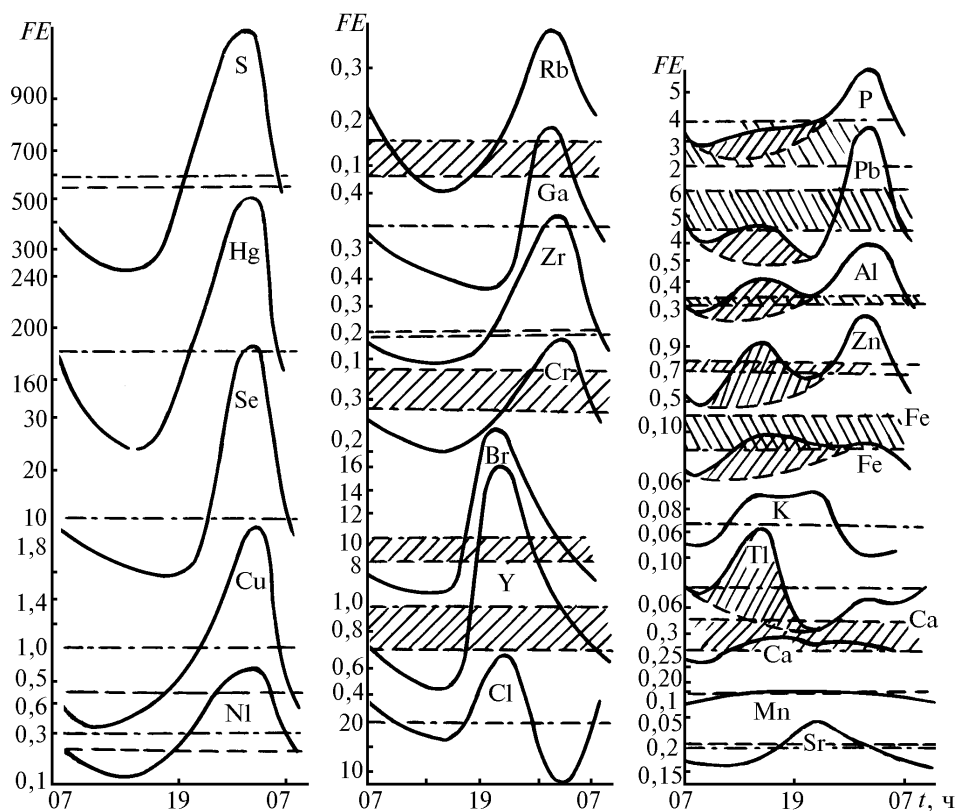 FE
S
900
700
500
300
Hg
240
200
160
Se
30
20
10
1,8
Cu
1,4
1,0
0,5
0,6
Nl
0,3
0,1
07 19 07
FE
Rb
0,3
0,2
0,1
0,4
Ga
0,3
Zr
0,4
0,3
0,2
0,1
Cr
0,3
0,2
Br
16
14
12
10
8
Y
1,0
0,8
0,6
0,4
Cl
20
10
07 19 07
FE
P
5
4
3
2
Pb
6
5
4
0,5
Al
0,4
0,3
Zn
0,9
0,7
0,5
Fe
0,10
Fe
0,06
K
0,08
0,06
0,10
Tl
0,06
Ca
0,3
Ca
0,25
0,20
0,1
Mn
0,05
Sr
0,2
0,15
07 19 07 t, ч